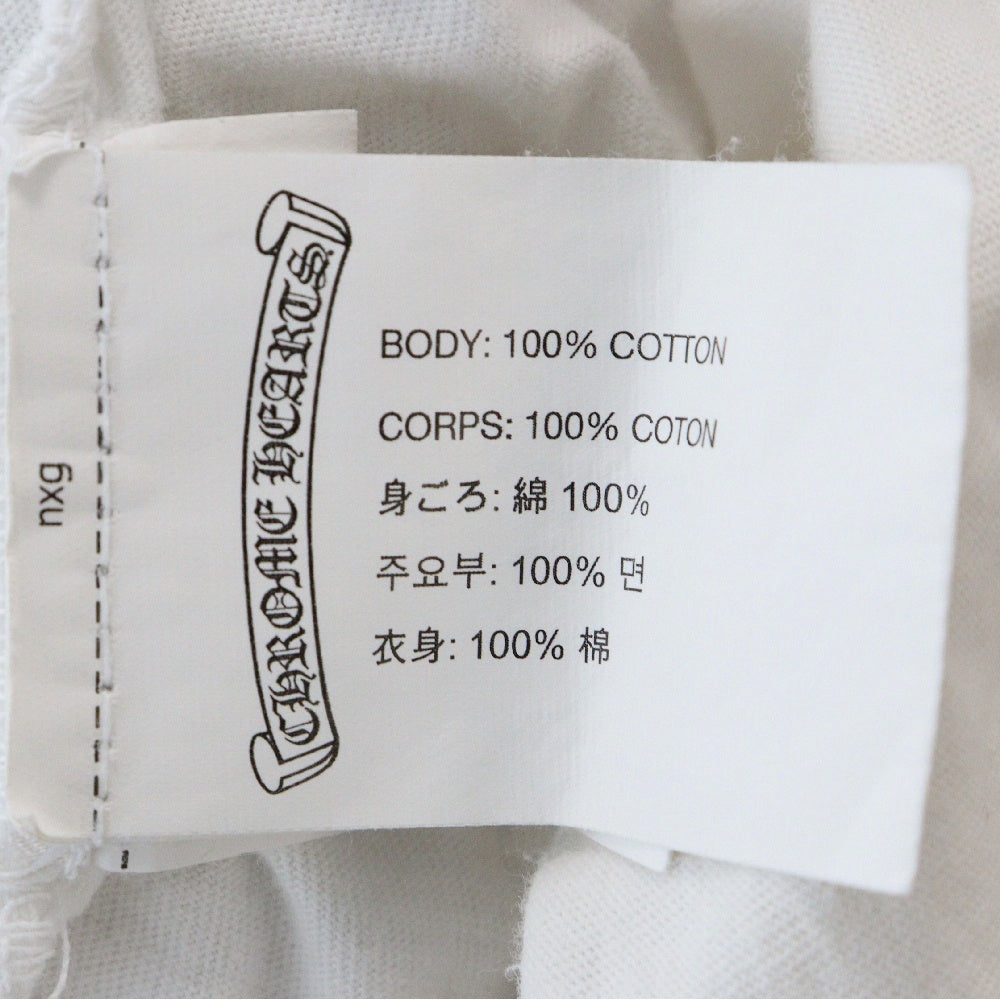 CHROME HEARTS
BODY: 100% COTTON
CORPS: 100% COTON
身ごろ: 綿 100%
주요부: 100% 면
衣身: 100% 棉
nxg